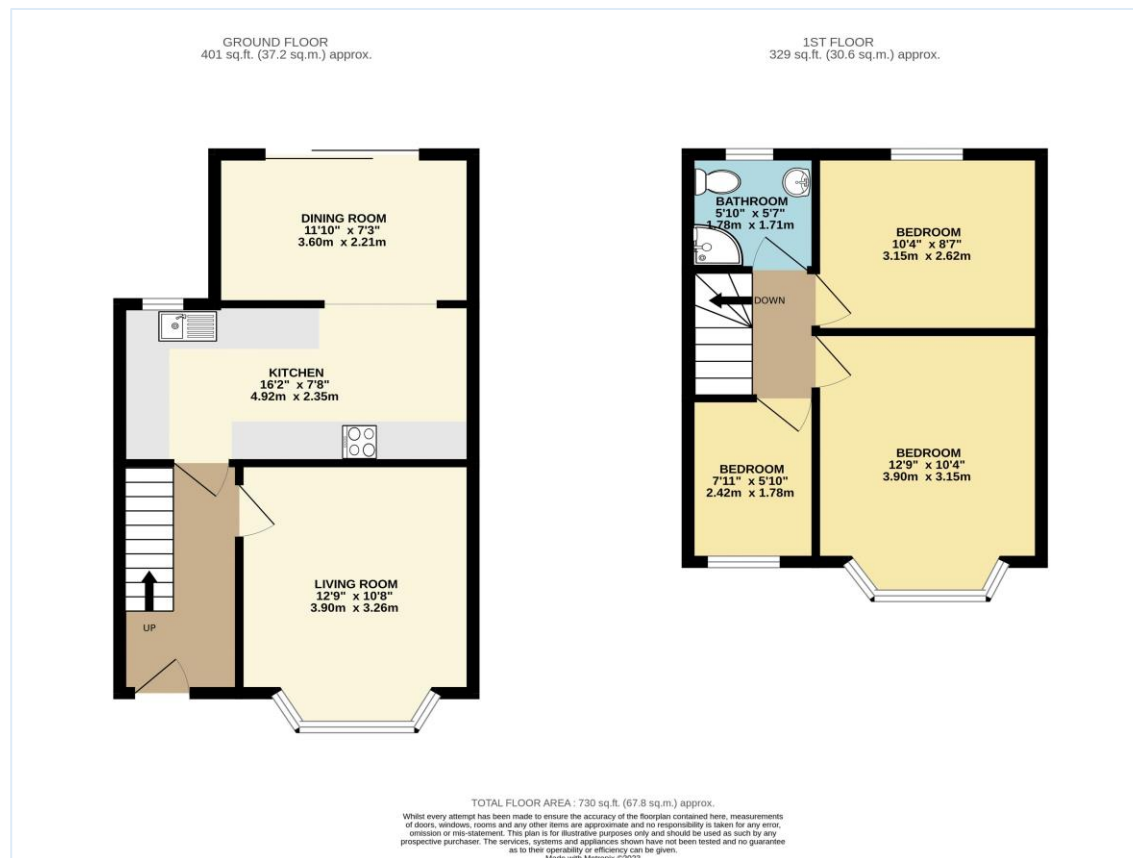 GROUND FLOOR
401 sq.ft. (37.2 sq.m.) approx.
1ST FLOOR
329 sq.ft. (30.6 sq.m.) approx.
DINING ROOM
11'10" x 7'3"
3.60m x 2.21m
KITCHEN
16'2" x 7'8"
4.92m x 2.35m
LIVING ROOM
12'9" x 10'8"
3.90m x 3.26m
UP
BATHROOM
5'10" x 5'7"
1.78m x 1.71m
BEDROOM
10'4" x 8'7"
3.15m x 2.62m
DOWN
BEDROOM
7'11" x 5'10"
2.42m x 1.78m
BEDROOM
12'9" x 10'4"
3.90m x 3.15m
TOTAL FLOOR AREA : 730 sq.ft. (67.8 sq.m.) approx.
Whilst every attempt has been made to ensure the accuracy of the floorplan contained here, measurements
of doors, windows, rooms and any other items are approximate and no responsibility is taken for any error,
omission or mis-statement. This plan is for illustrative purposes only and should be used as such by any
prospective purchaser. The services, systems and appliances shown have not been tested and no guarantee
as to their operability or efficiency can be given.
Made with Metropix ©2022